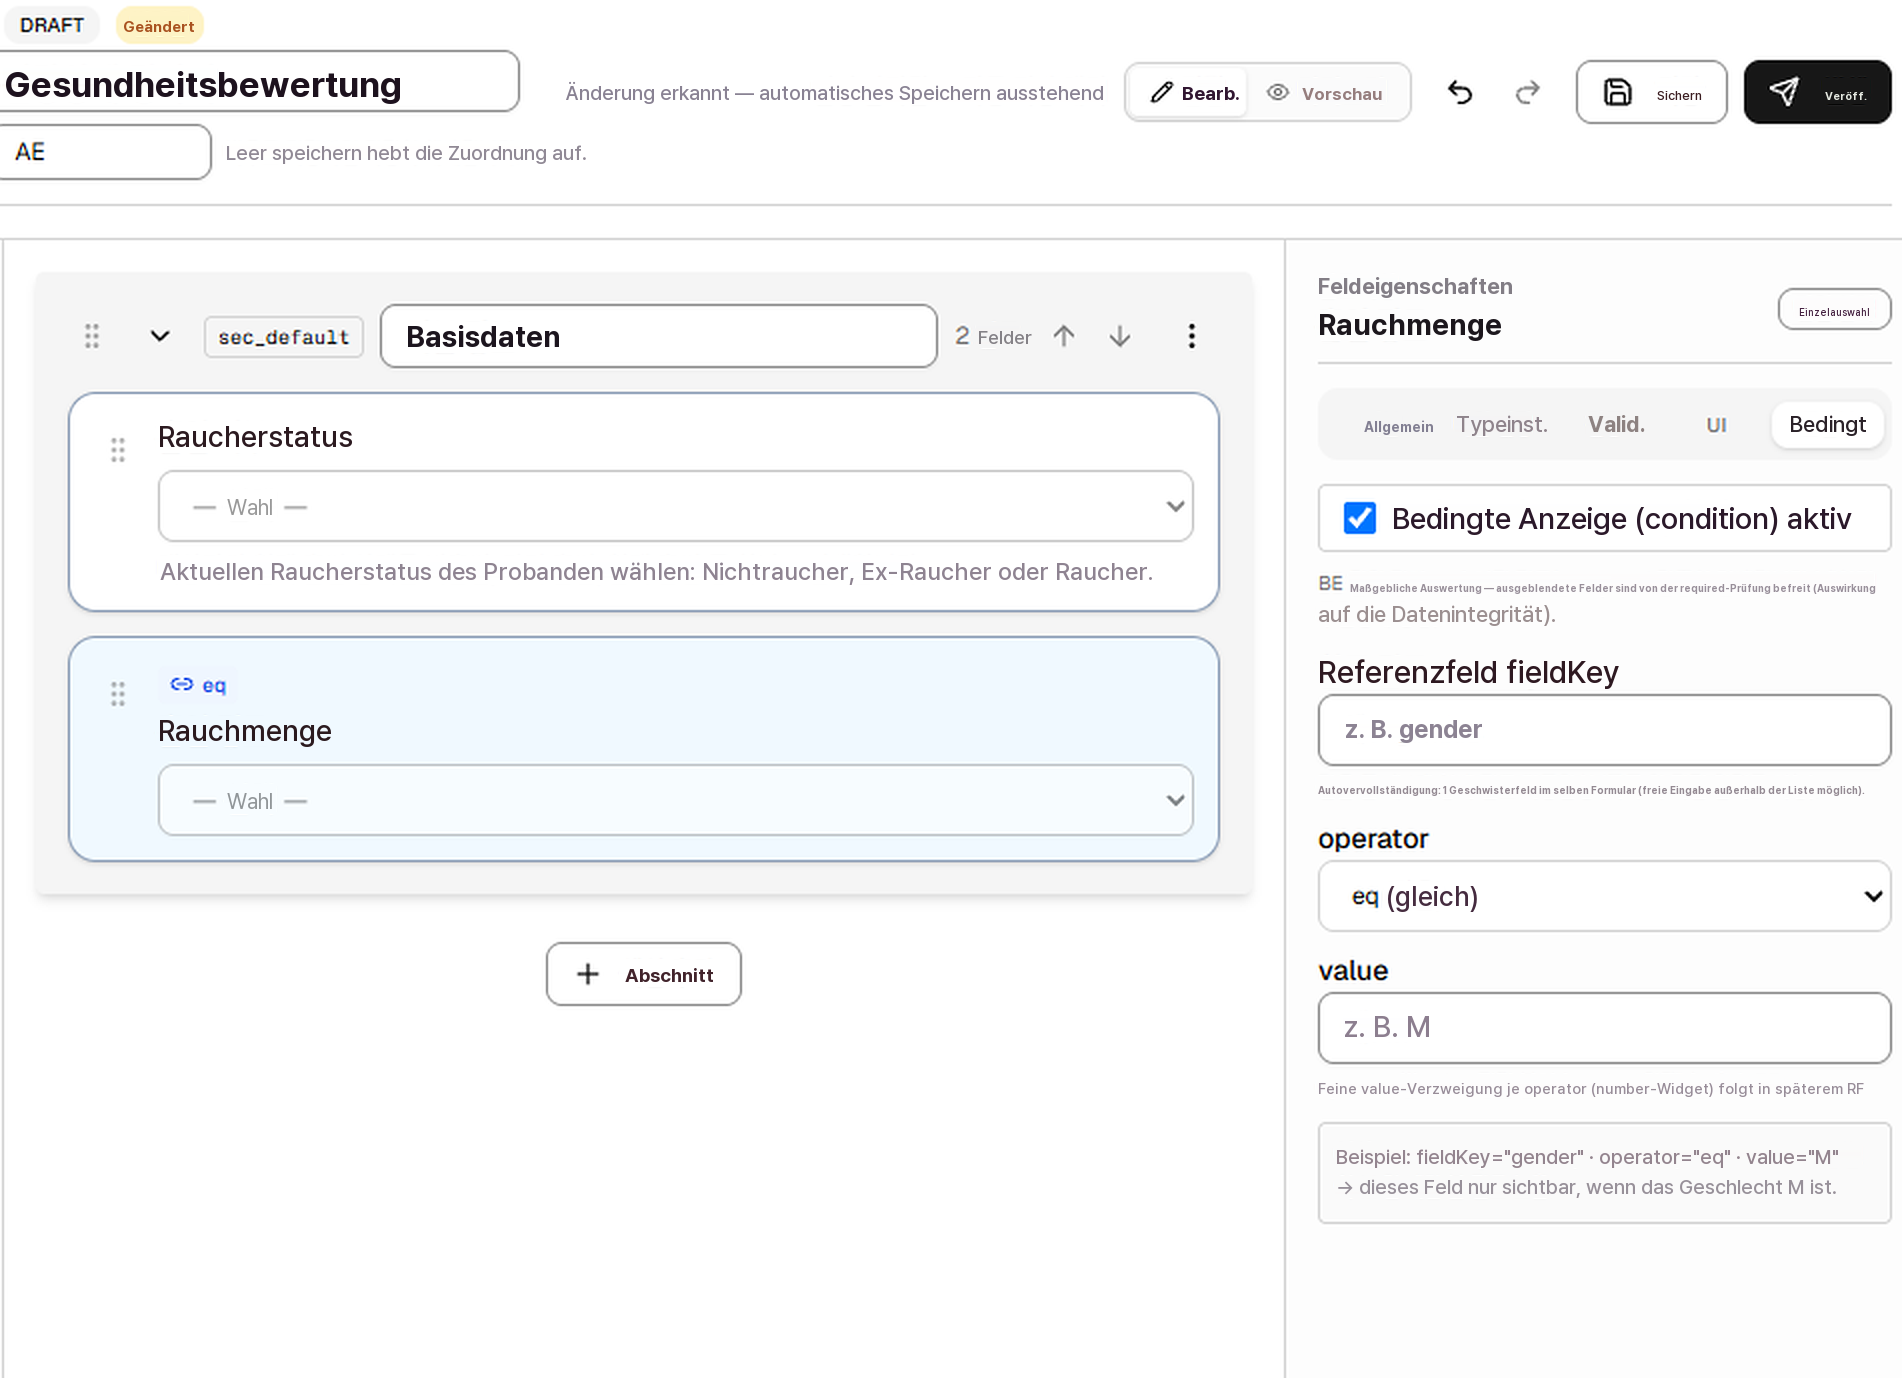 DRAFT Geändert
Gesundheitsbewertung
Änderung erkannt — automatisches Speichern ausstehend
Bearb. Vorschau
Sichern
Veröff.
AE
Leer speichern hebt die Zuordnung auf.
sec_default
Basisdaten
2 Felder
Raucherstatus
— Wahl —
Aktuellen Raucherstatus des Probanden wählen: Nichtraucher, Ex-Raucher oder Raucher.
eq
Rauchmenge
— Wahl —
Abschnitt
Feldeigenschaften
Rauchmenge
Einzelauswahl
Allgemein Typeinst. Valid. UI Bedingt
Bedingte Anzeige (condition) aktiv
BE Maßgebliche Auswertung — ausgeblendete Felder sind von der required-Prüfung befreit (Auswirkung
auf die Datenintegrität).
Referenzfeld fieldKey
z. B. gender
Autovervollständigung: 1 Geschwisterfeld im selben Formular (freie Eingabe außerhalb der Liste möglich).
operator
eq (gleich)
value
z. B. M
Feine value-Verzweigung je operator (number-Widget) folgt in späterem RF
Beispiel: fieldKey="gender" · operator="eq" · value="M"
→ dieses Feld nur sichtbar, wenn das Geschlecht M ist.